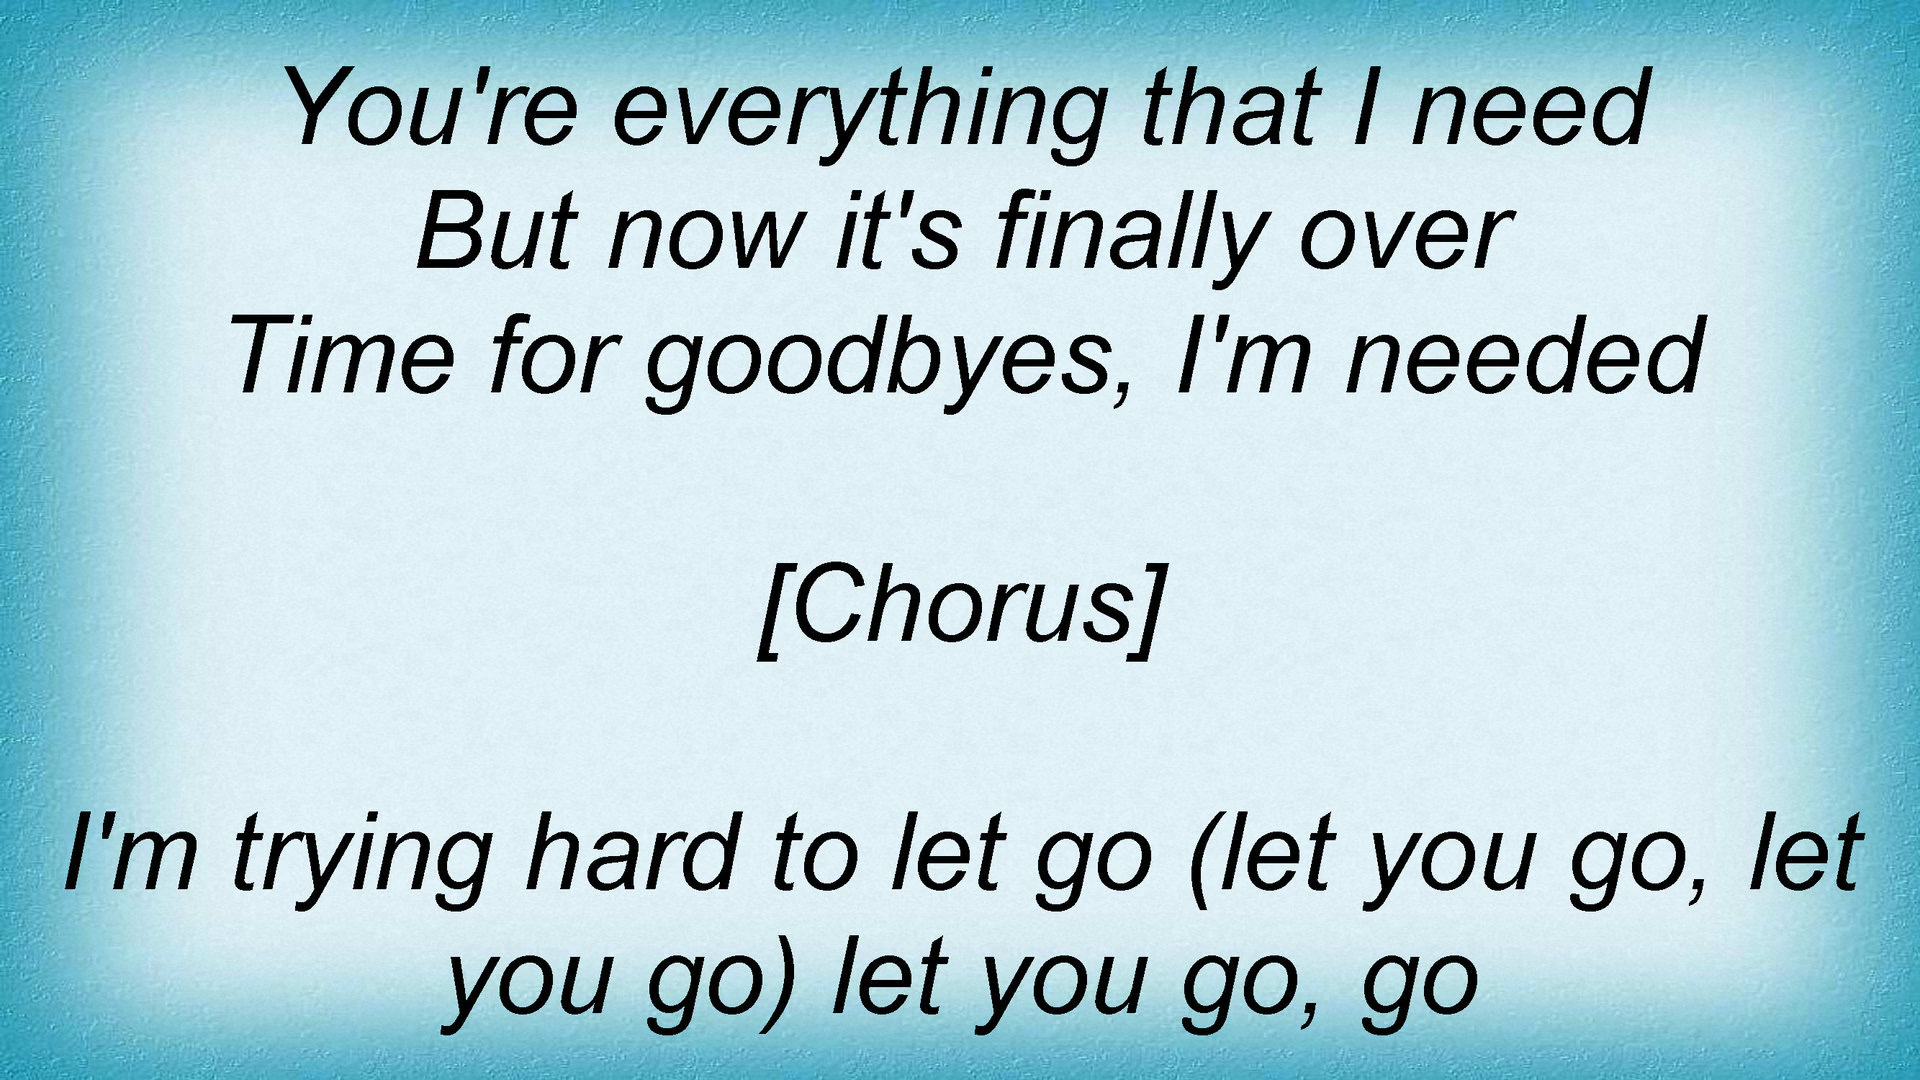 You're everything that I need
But now it's finally over
Time for goodbyes, I'm needed
[Chorus]
I'm trying hard to let go (let you go, let
you go) let you go, go